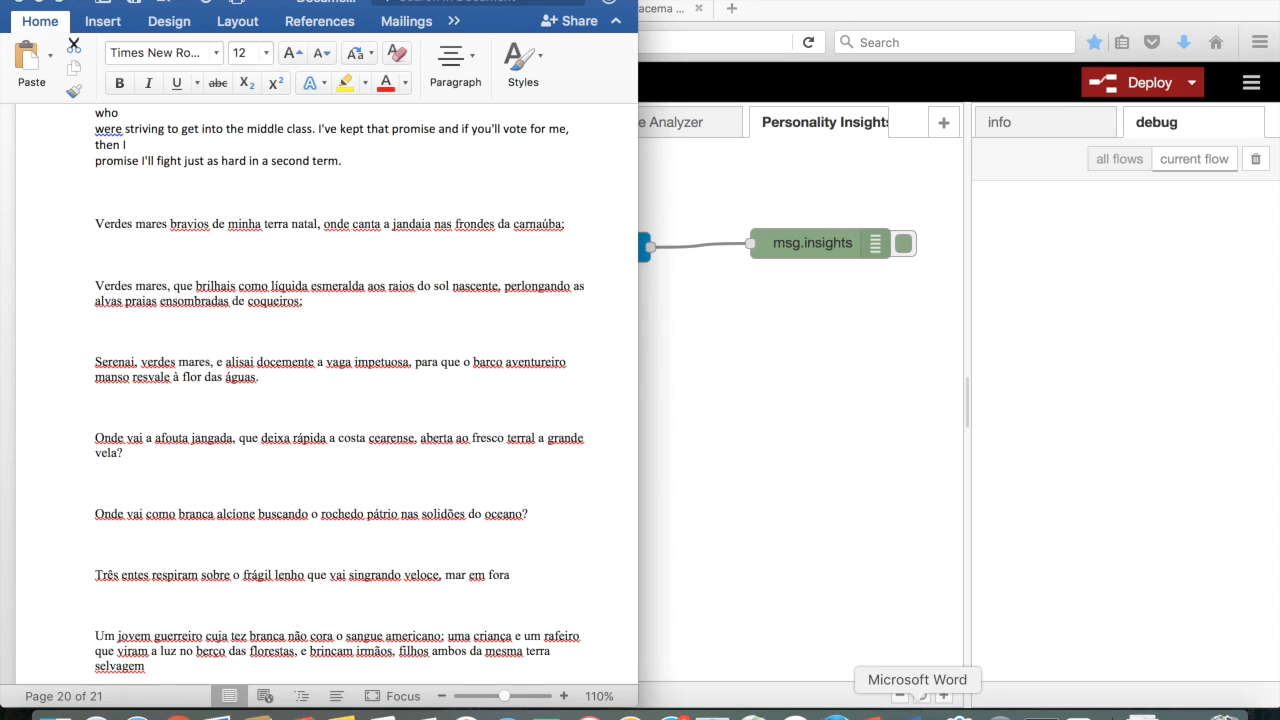 Search in Document
Home Insert Design Layout References Mailings >> Share
Paste
Times New Ro... 12
B I U abc X2 X2 A A
Paragraph
Styles
who
were striving to get into the middle class. I've kept that promise and if you'll vote for me,
then I
promise I'll fight just as hard in a second term.
Verdes mares bravios de minha terra natal, onde canta a jandaia nas frondes da carnaúba;
Verdes mares, que brilhais como líquida esmeralda aos raios do sol nascente, perlongando as
alvas praias ensombradas de coqueiros;
Serenai, verdes mares, e alisai docemente a vaga impetuosa, para que o barco aventureiro
manso resvale à flor das águas.
Onde vai a afouta jangada, que deixa rápida a costa cearense, aberta ao fresco terral a grande
vela?
Onde vai como branca alcíone buscando o rochedo pátrio nas solidões do oceano?
Três entes respiram sobre o frágil lenho que vai singrando veloce, mar em fora
Um jovem guerreiro cuja tez branca não cora o sangue americano; uma criança e um rafeiro
que viram a luz no berço das florestas, e brincam irmãos, filhos ambos da mesma terra
selvagem
Page 20 of 21 Focus 110%
acema ...
Search
Deploy
e Analyzer Personality Insights
info debug
all flows current flow
msg.insights
Microsoft Word